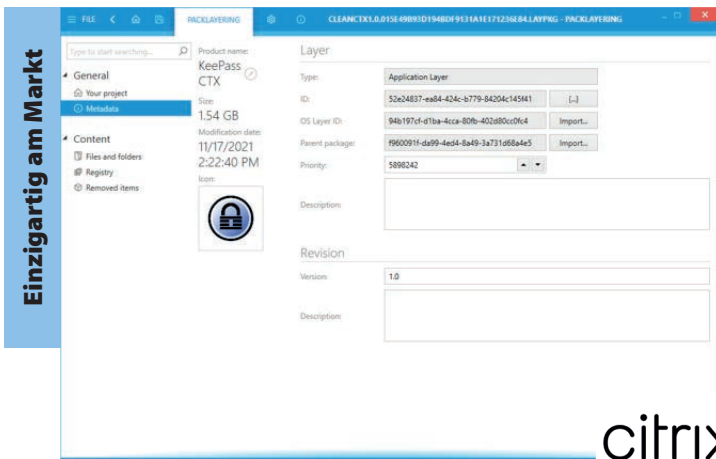 Einzigartig am Markt
FILE
PACKLAYERING
CLEANCTX1.0.015E49B93D194BDF9131A1E171236E84.LAYPKG - PACKLAYERING
Type to start searching...
General
Your project
Metadata
Content
Files and folders
Registry
Removed items
Product name:
KeePass
CTX
Size:
1.54 GB
Modification date:
11/17/2021
2:22:40 PM
Icon:
Layer
Type:
Application Layer
ID:
52e24837-ea84-424c-b779-84204c145f41
{...}
OS Layer ID:
94b197cf-d1ba-4cca-80fb-402d80cc0fc4
Import...
Parent package:
f960091f-da99-4ed4-8a49-3a731d68a4e5
Import...
Priority:
5898242
Description:
Revision
Version:
1.0
Description:
citrix